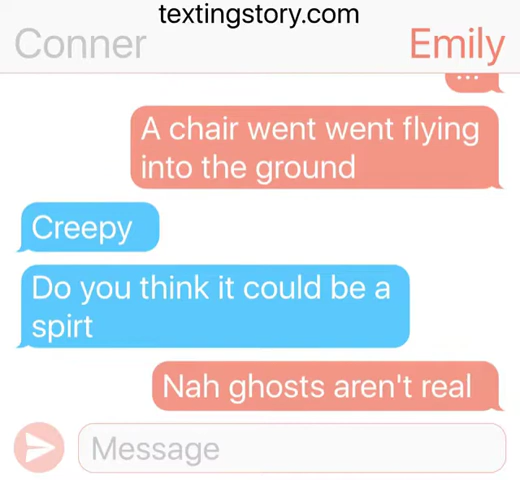 textingstory.com
Conner
Emily
...
A chair went went flying
into the ground
Creepy
Do you think it could be a
spirt
Nah ghosts aren't real
Message